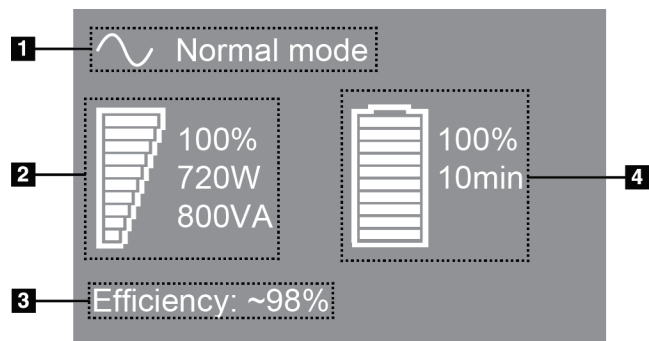 1 Normal mode
2
100%
720W
800VA
100%
10min
4
3 Efficiency: ~98%